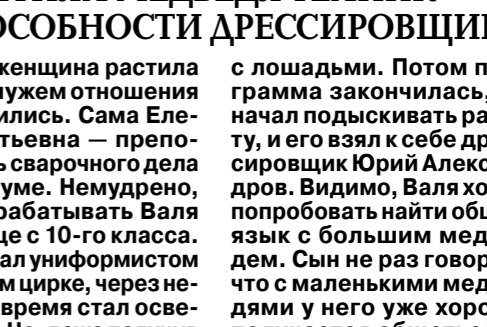 ОСОБНОСТИ ДРЕССИРОВЩИ
женщина растила
мужем отношения
ились. Сама Еле-
тьевна — препо-
ь сварочного дела
уме. Немудрено,
рабатывать Валя
ще с 10-го класса.
ал униформистом
м цирке, через не-
время стал осве-
с лошадьми. Потом п
грамма закончилась,
начал подыскивать ра
ту, и его взял к себе др
сировщик Юрий Алекс
дров. Видимо, Валя хо
попробовать найти общ
язык с большим мед
дем. Сын не раз говор
что с маленькими мед
дями у него уже хоро